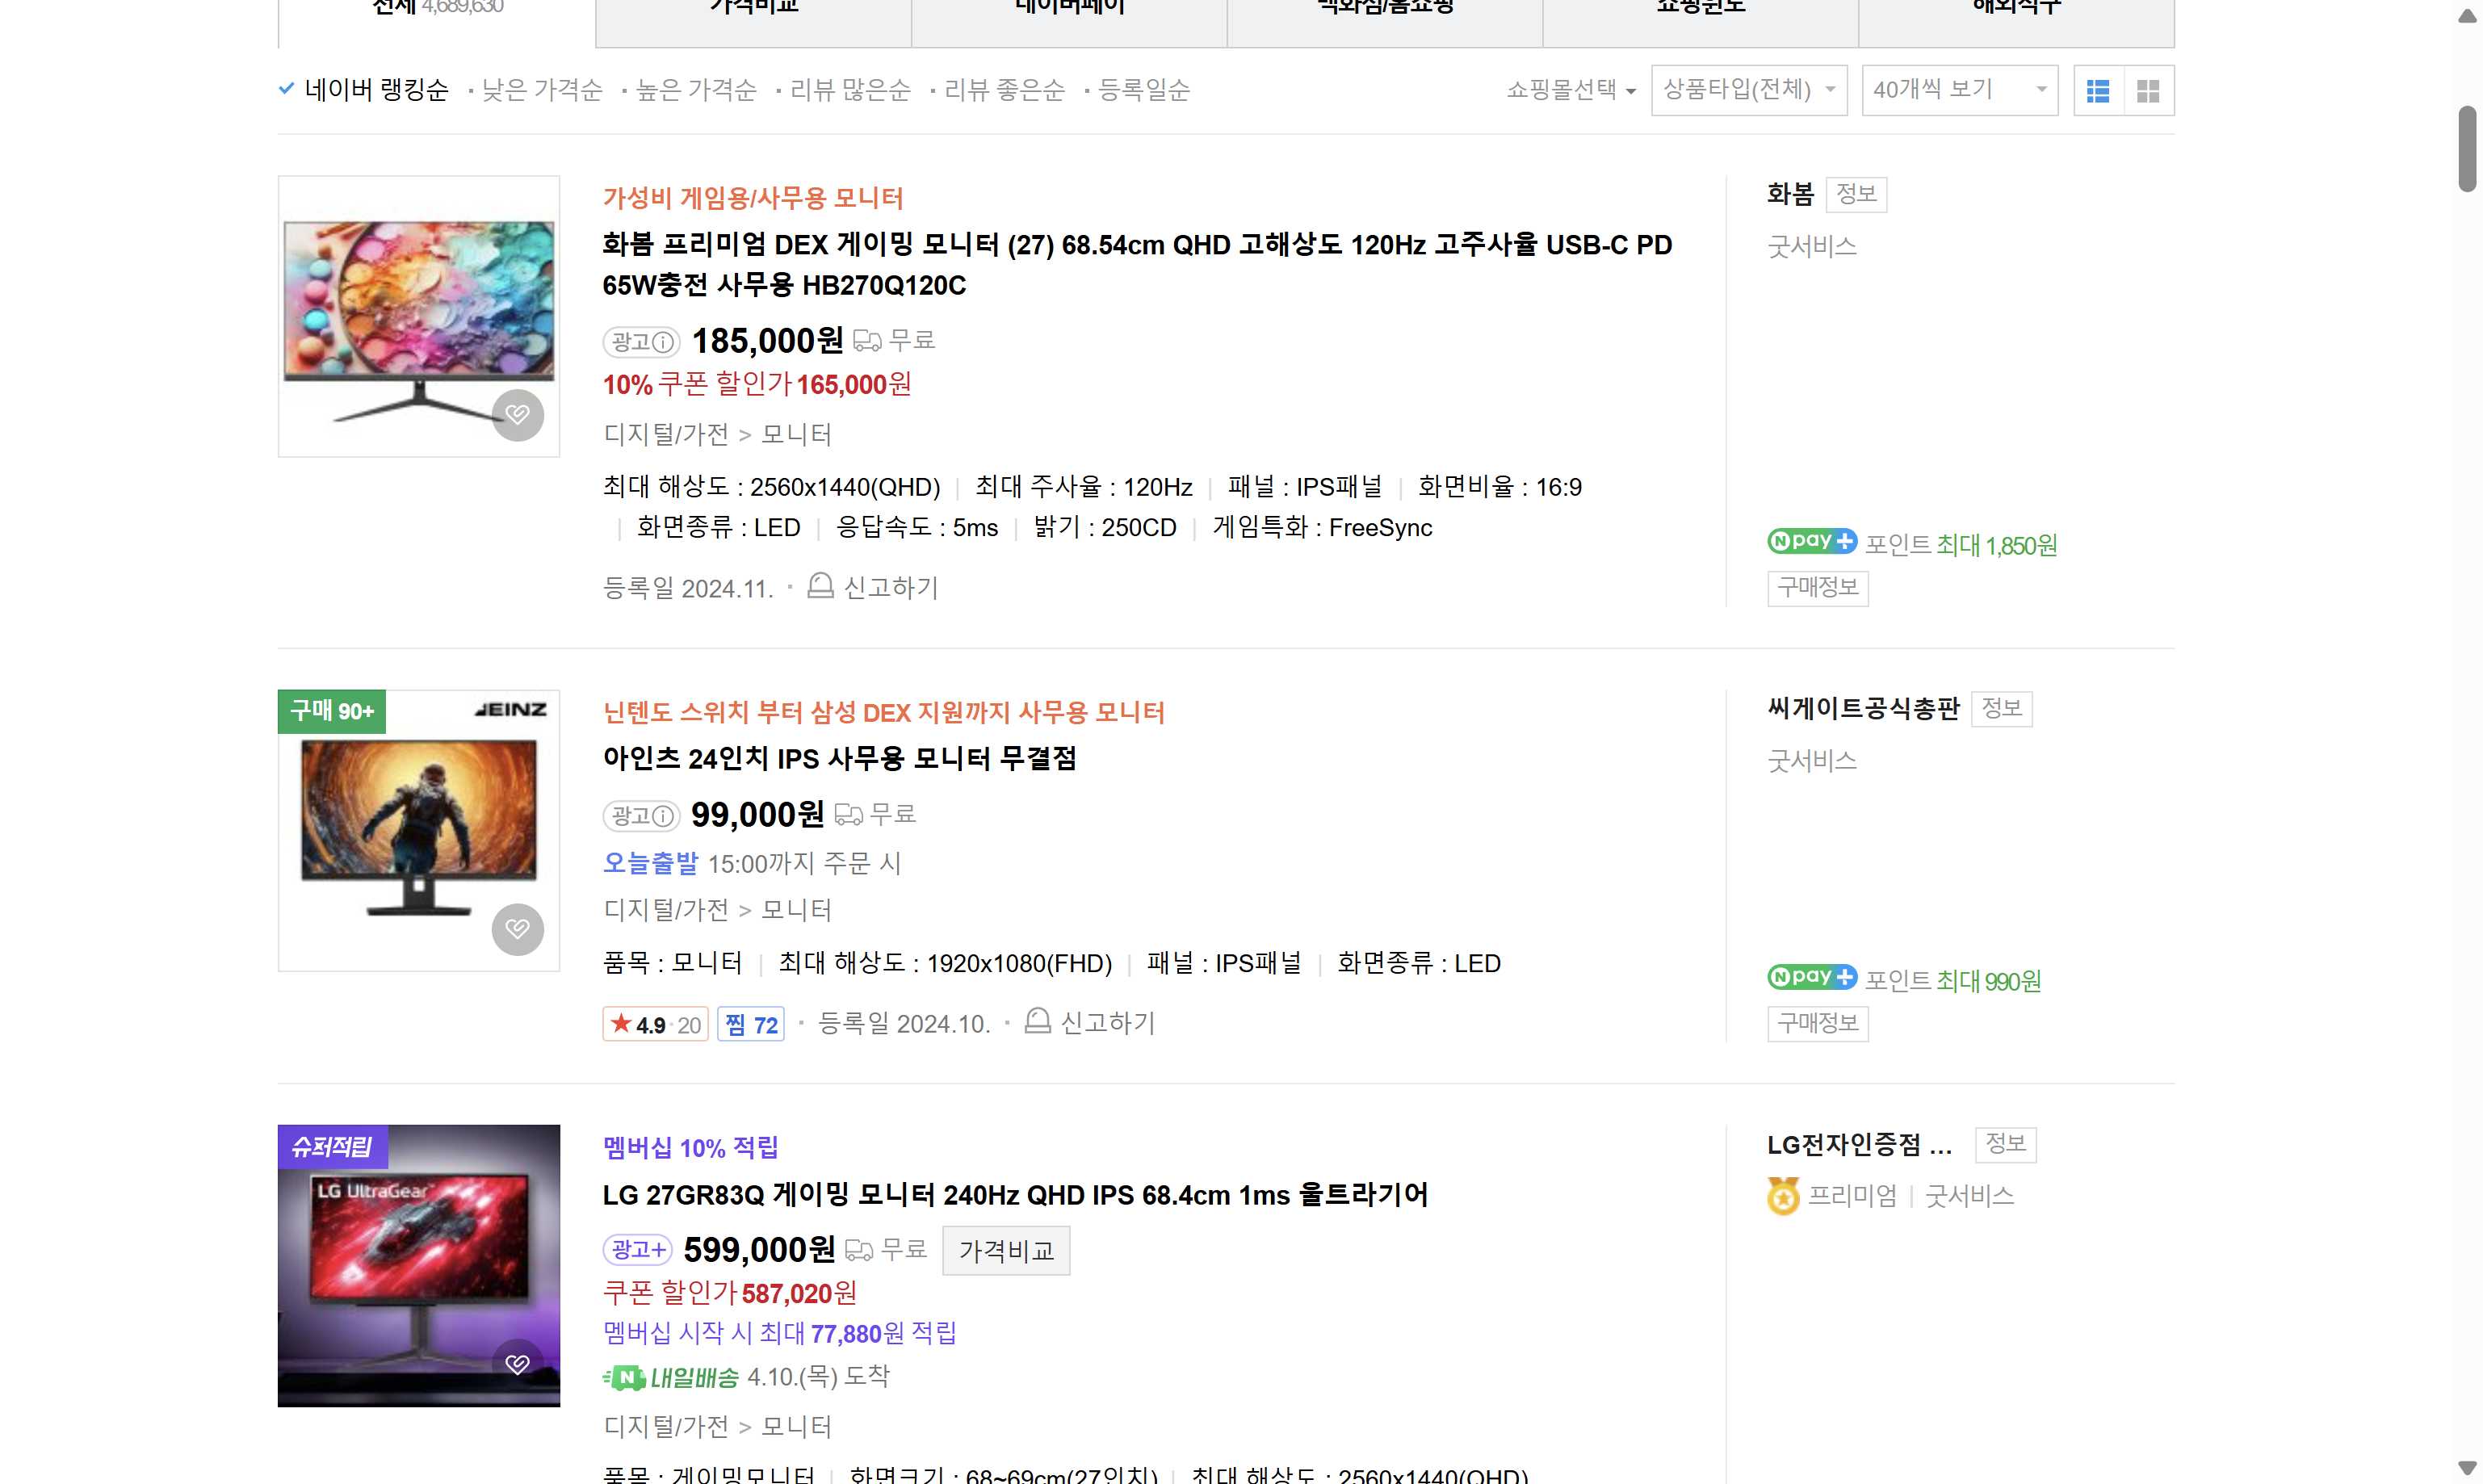 전체 4,689,630
가격비교
네이버페이
백화점/홈쇼핑
쇼핑윈도
해외직구
네이버 랭킹순 · 낮은 가격순 · 높은 가격순 · 리뷰 많은순 · 리뷰 좋은순 · 등록일순
쇼핑몰선택
상품타입(전체)
40개씩 보기
가성비 게임용/사무용 모니터
화봄 프리미엄 DEX 게이밍 모니터 (27) 68.54cm QHD 고해상도 120Hz 고주사율 USB-C PD
65W충전 사무용 HB270Q120C
광고 185,000원 무료
10% 쿠폰 할인가 165,000원
디지털/가전 > 모니터
최대 해상도 : 2560x1440(QHD) | 최대 주사율 : 120Hz | 패널 : IPS패널 | 화면비율 : 16:9
| 화면종류 : LED | 응답속도 : 5ms | 밝기 : 250CD | 게임특화 : FreeSync
등록일 2024.11. · 신고하기
화봄 정보
굿서비스
N pay+ 포인트 최대 1,850원
구매정보
구매 90+
EINZ
닌텐도 스위치 부터 삼성 DEX 지원까지 사무용 모니터
아인츠 24인치 IPS 사무용 모니터 무결점
광고 99,000원 무료
오늘출발 15:00까지 주문 시
디지털/가전 > 모니터
품목 : 모니터 | 최대 해상도 : 1920x1080(FHD) | 패널 : IPS패널 | 화면종류 : LED
★ 4.9 · 20 찜 72 · 등록일 2024.10. · 신고하기
씨게이트공식총판 정보
굿서비스
N pay+ 포인트 최대 990원
구매정보
슈퍼적립
LG UltraGear™
멤버십 10% 적립
LG 27GR83Q 게이밍 모니터 240Hz QHD IPS 68.4cm 1ms 울트라기어
광고+ 599,000원 무료 가격비교
쿠폰 할인가 587,020원
멤버십 시작 시 최대 77,880원 적립
N 내일배송 4.10.(목) 도착
디지털/가전 > 모니터
품목 : 게이밍모니터 | 화면크기 : 68~69cm(27인치) | 최대 해상도 : 2560x1440(QHD)
LG전자인증점 ... 정보
프리미엄 | 굿서비스